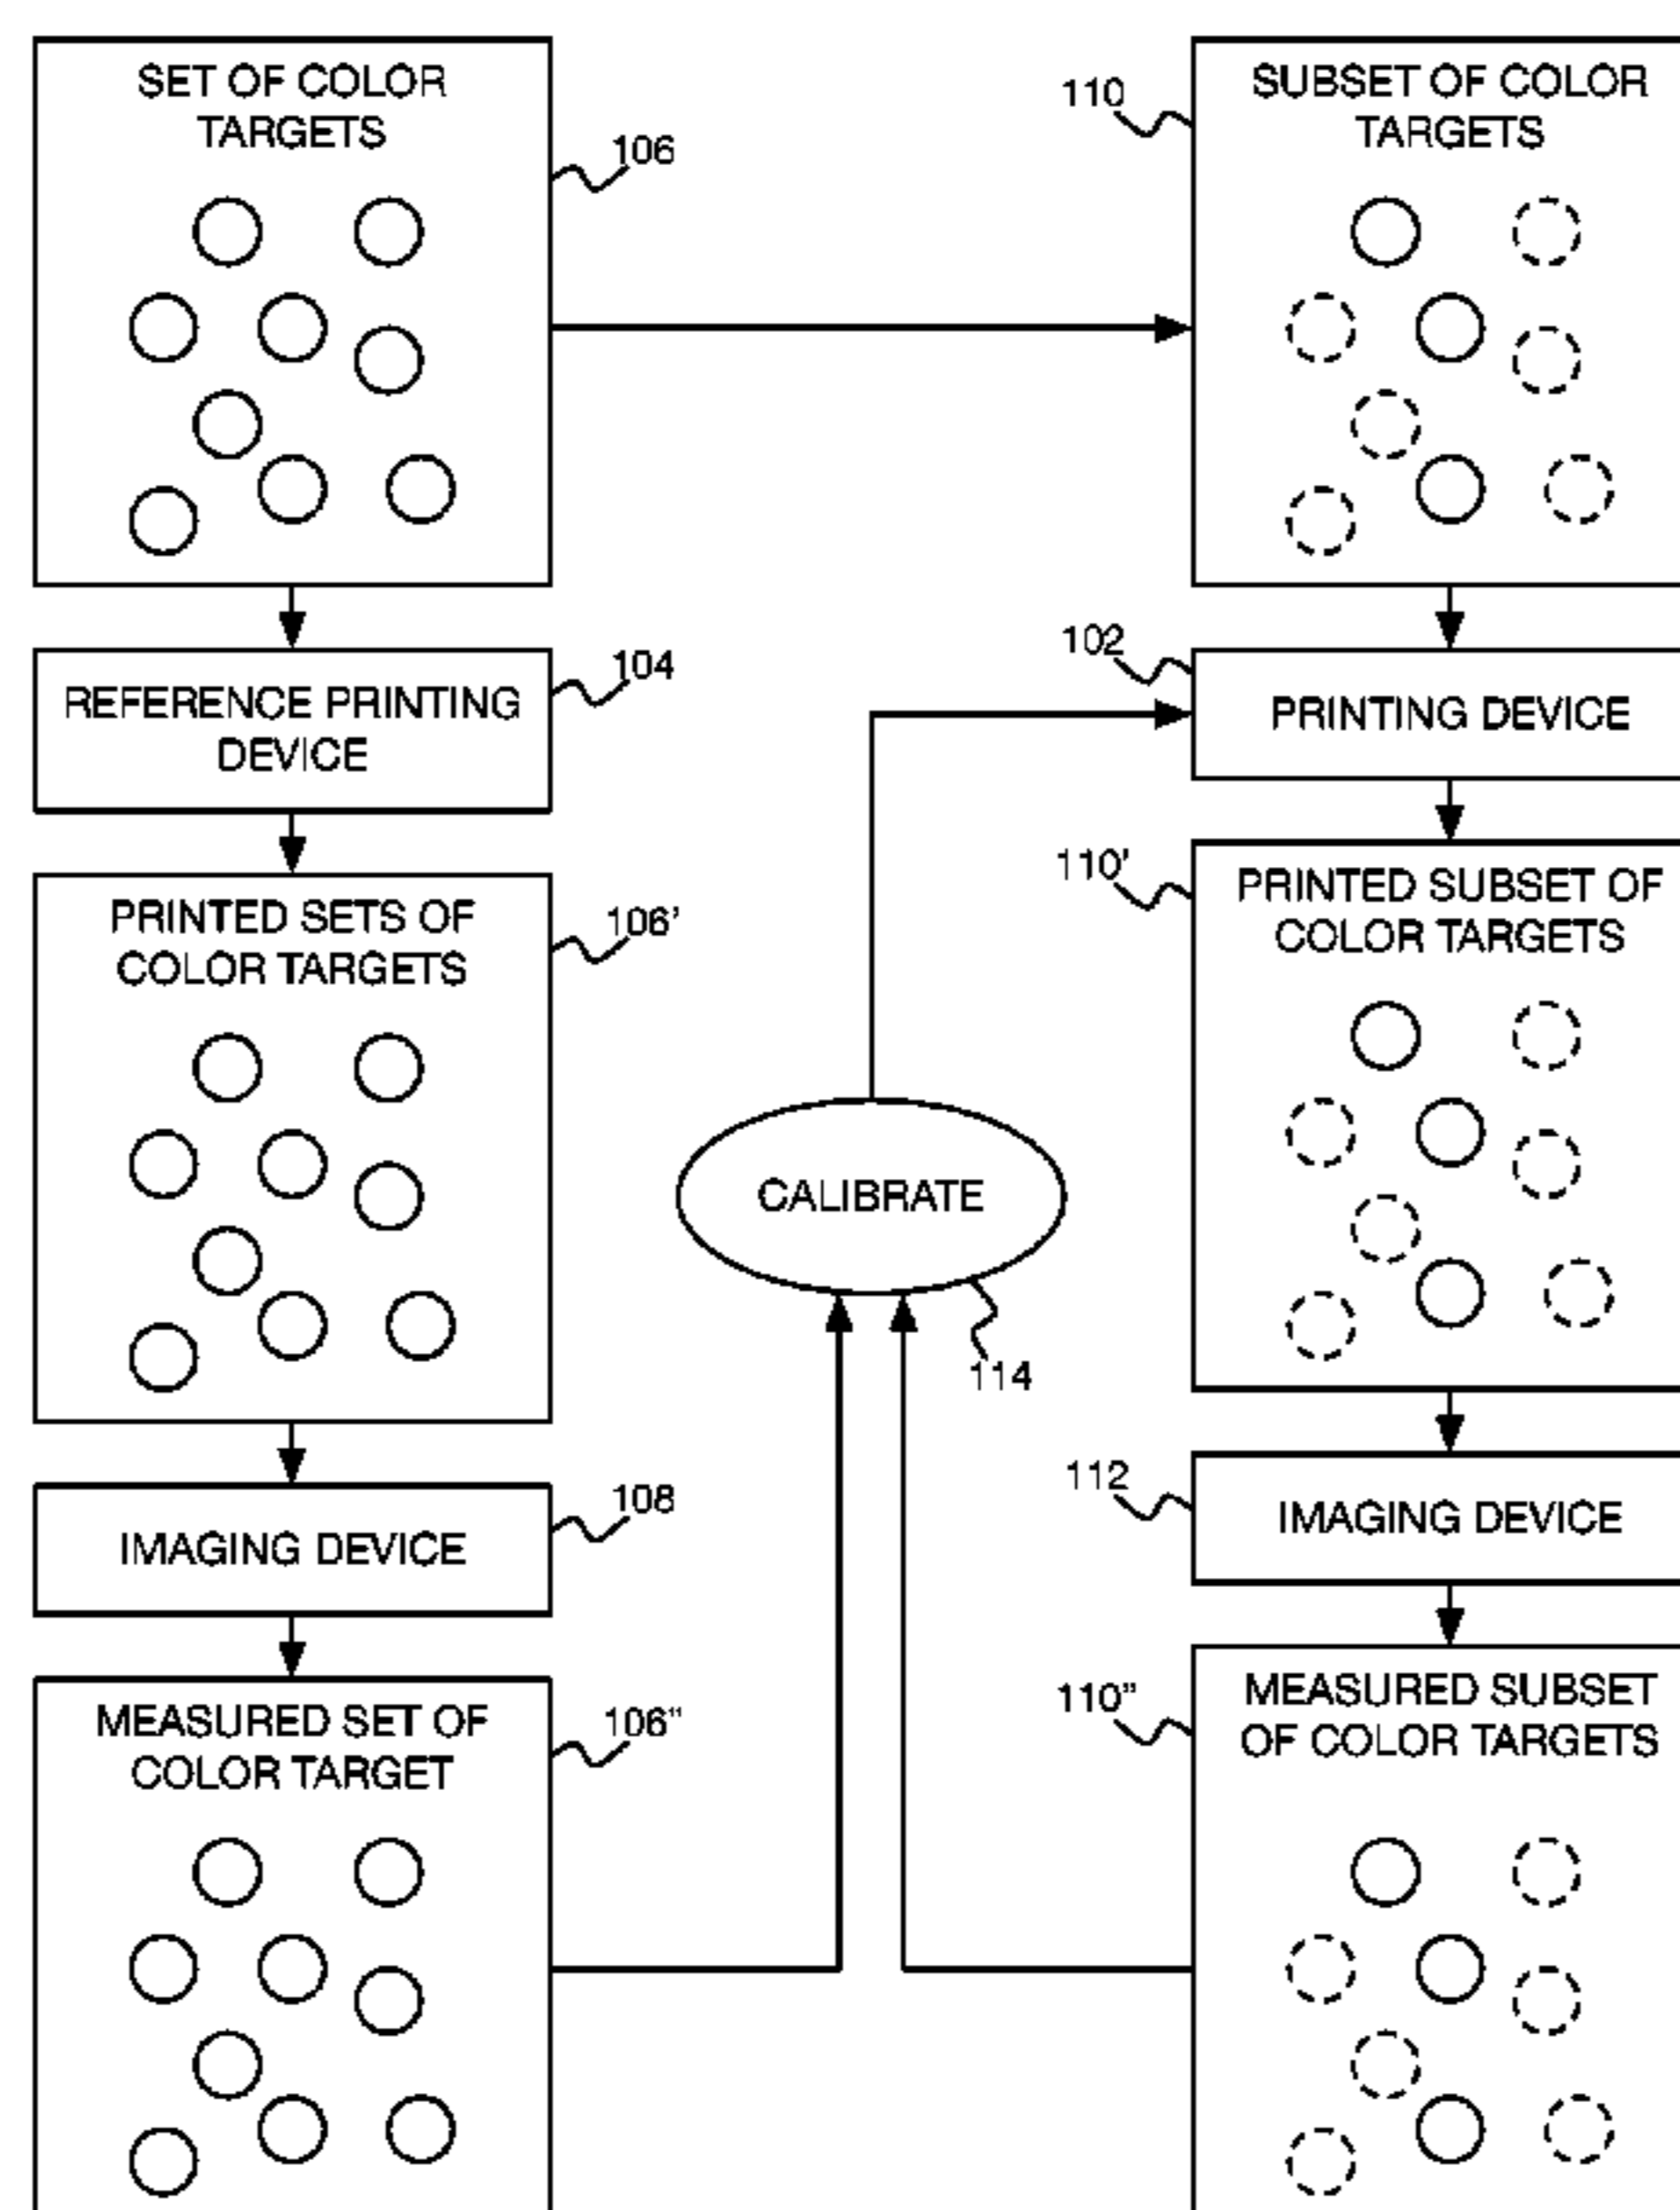 SET OF COLOR
TARGETS
106
REFERENCE PRINTING
DEVICE
104
PRINTED SETS OF
COLOR TARGETS
106'
IMAGING DEVICE
108
MEASURED SET OF
COLOR TARGET
106"
CALIBRATE
114
110
SUBSET OF COLOR
TARGETS
102
PRINTING DEVICE
110'
PRINTED SUBSET OF
COLOR TARGETS
112
IMAGING DEVICE
110"
MEASURED SUBSET
OF COLOR TARGETS